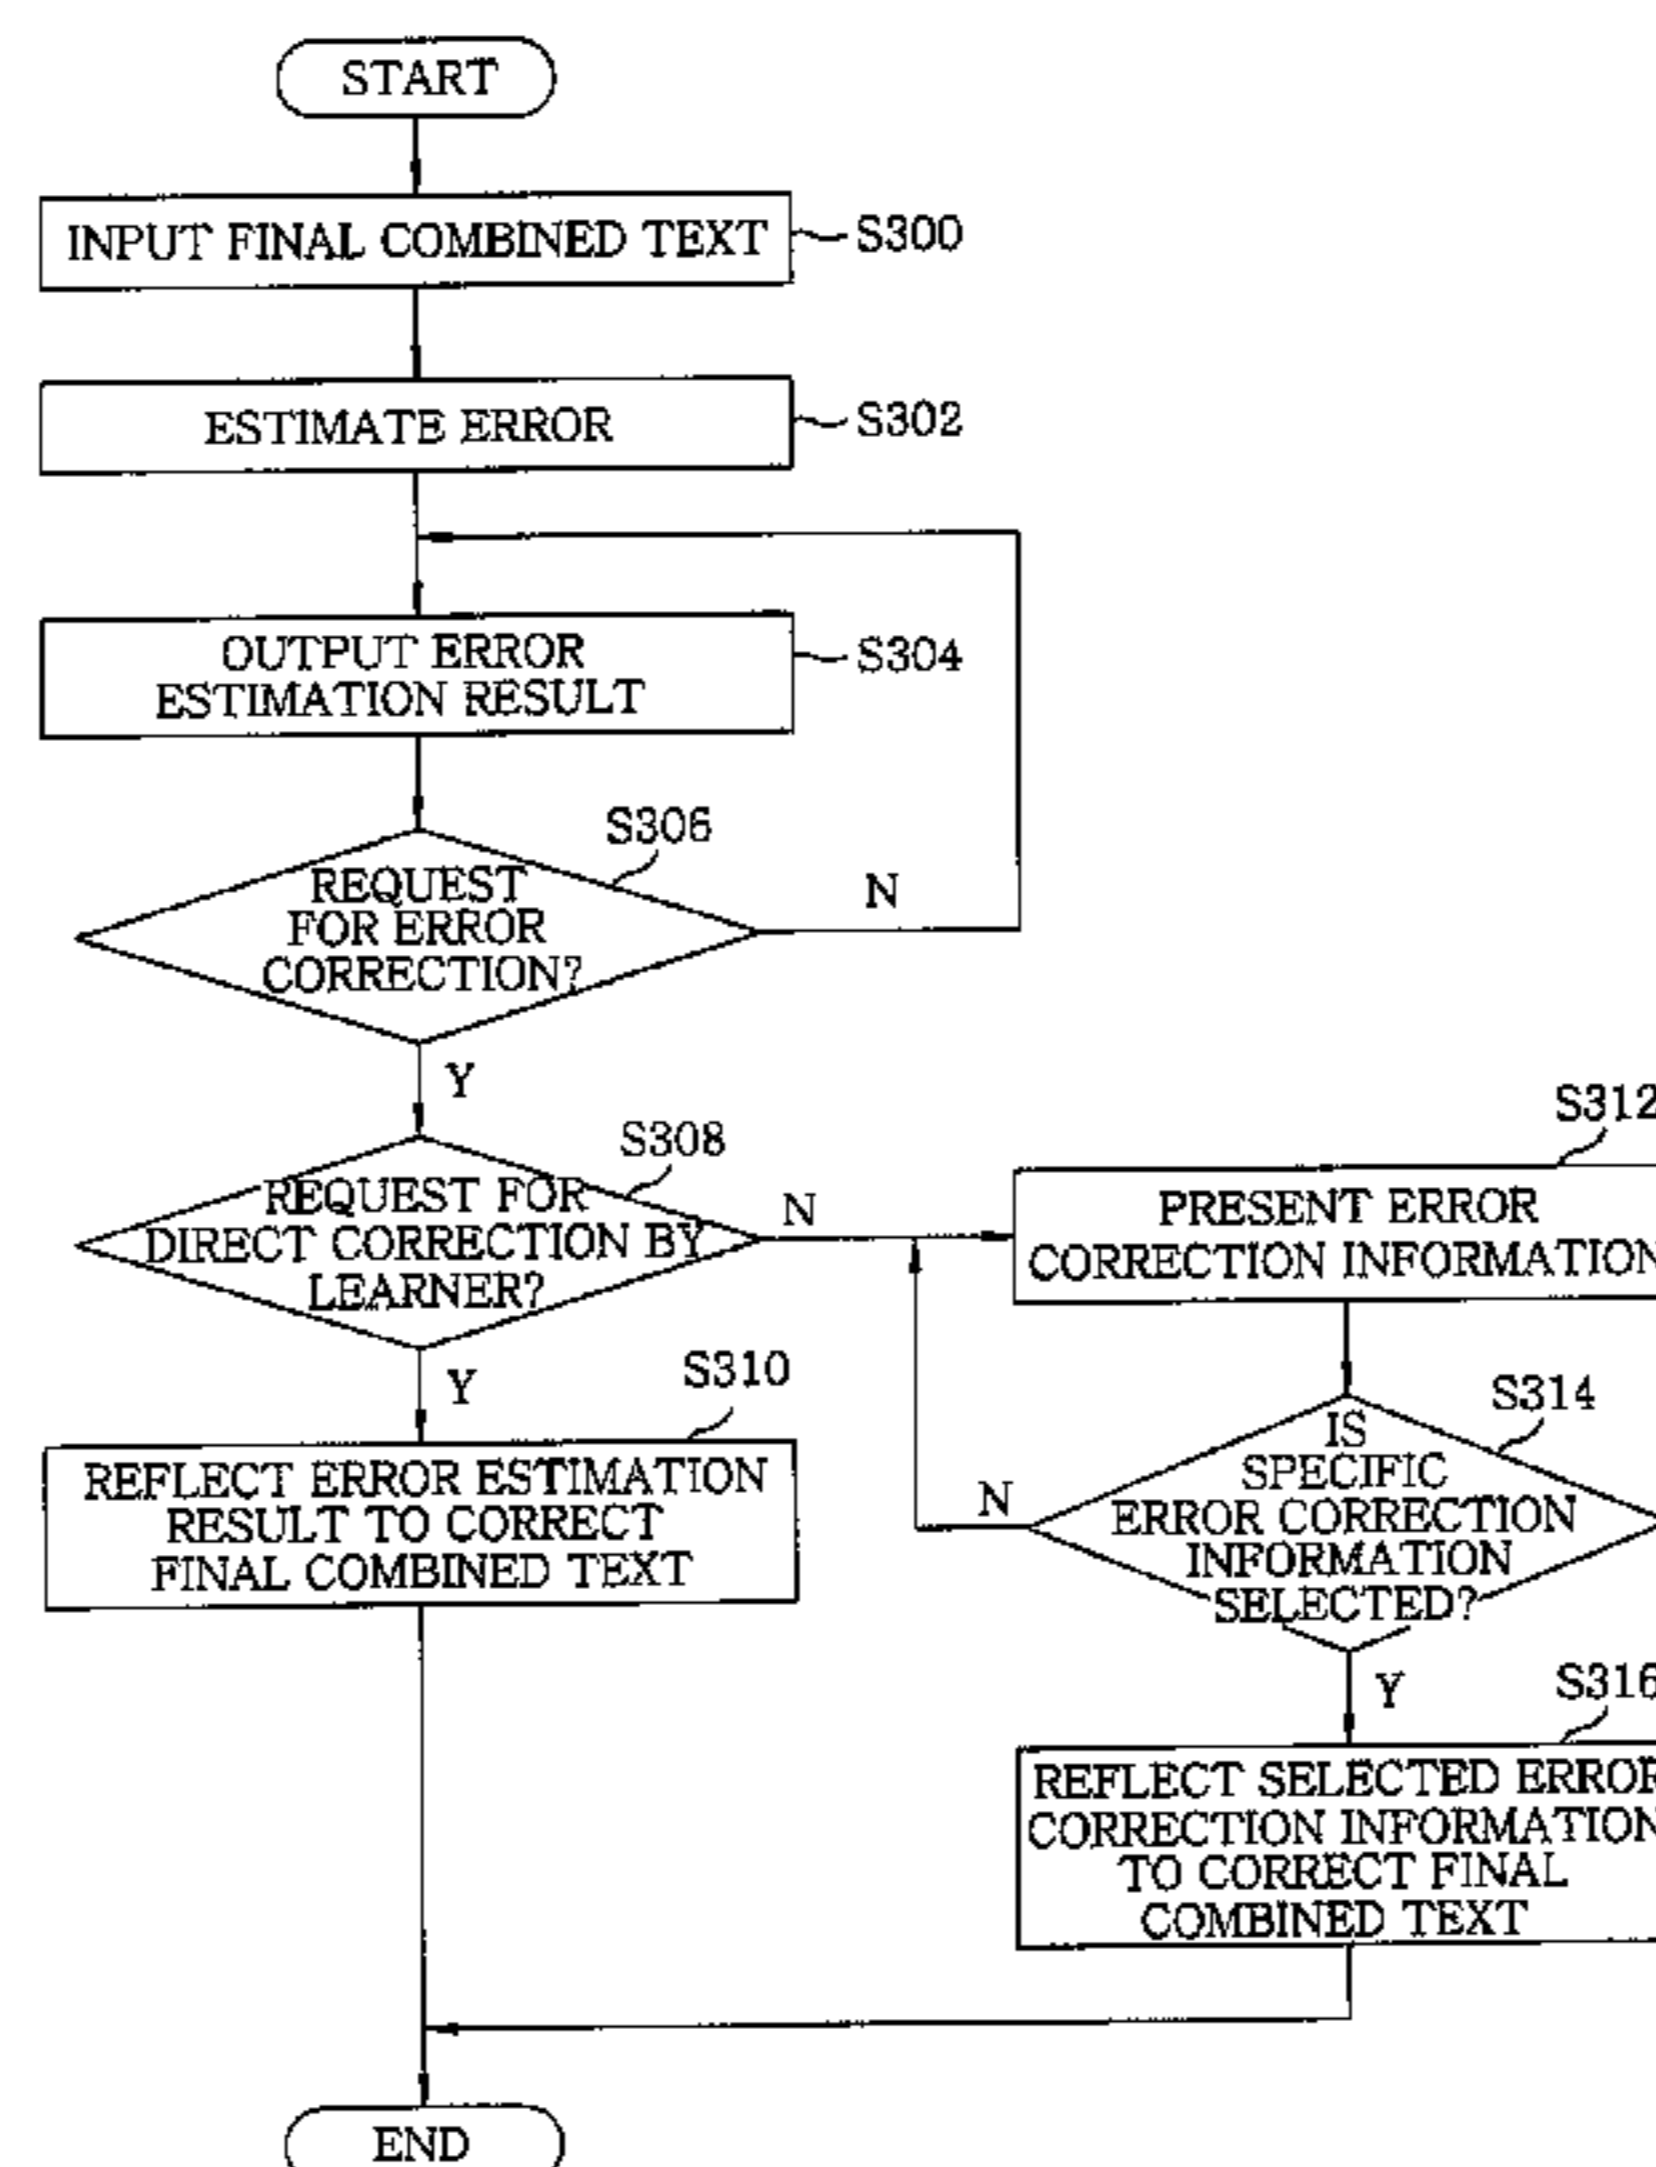 START
INPUT FINAL COMBINED TEXT
S300
ESTIMATE ERROR
S302
OUTPUT ERROR
ESTIMATION RESULT
S304
S306
REQUEST
FOR ERROR
CORRECTION?
N
Y
S308
REQUEST FOR
DIRECT CORRECTION BY
LEARNER?
N
Y
S310
REFLECT ERROR ESTIMATION
RESULT TO CORRECT
FINAL COMBINED TEXT
S312
PRESENT ERROR
CORRECTION INFORMATION
S314
IS
SPECIFIC
ERROR CORRECTION
INFORMATION
SELECTED?
N
Y
S316
REFLECT SELECTED ERROR
CORRECTION INFORMATION
TO CORRECT FINAL
COMBINED TEXT
END